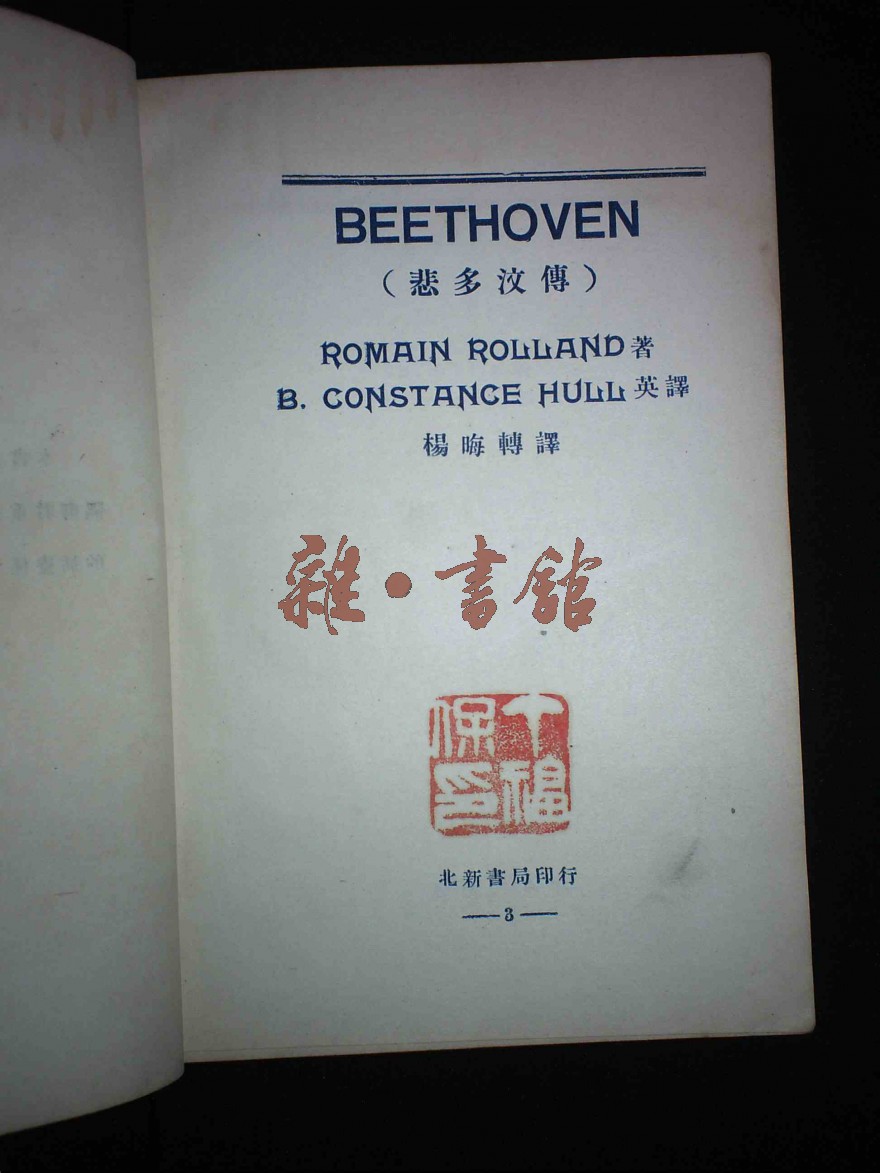 BEETHOVEN
（悲多汶傳）
ROMAIN ROLLAND著
B. CONSTANCE HULL英譯
楊晦轉譯
雜·書館
北新書局印行
—3—